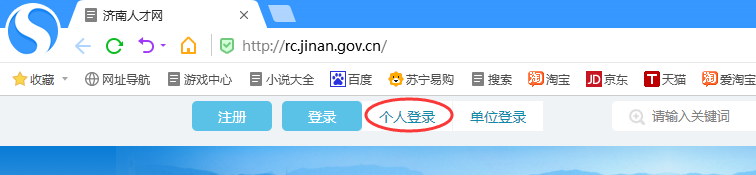 济南人才网
http://rc.jinan.gov.cn/
收藏 网址导航 游戏中心 小说大全 百度 苏宁易购 搜索 淘 淘宝 JD 京东 T 天猫 淘 爱淘宝
注册 登录 个人登录 单位登录 请输入关键词